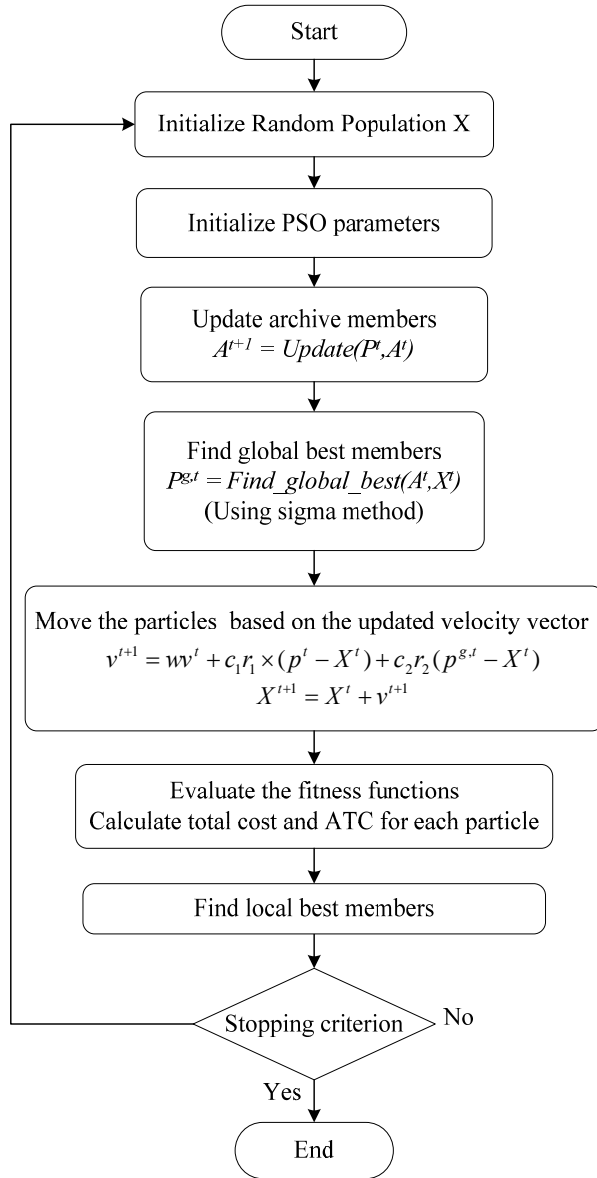 Start
Initialize Random Population X
Initialize PSO parameters
Update archive members
A^{t+1} = Update(P^t,A^t)
Find global best members
P^{g,t} = Find_global_best(A^t,X^t)
(Using sigma method)
Move the particles based on the updated velocity vector
v^{t+1} = wv^t + c_1r_1 × (p^t − X^t) + c_2r_2(p^{g,t} − X^t)
X^{t+1} = X^t + v^{t+1}
Evaluate the fitness functions
Calculate total cost and ATC for each particle
Find local best members
Stopping criterion
No
Yes
End